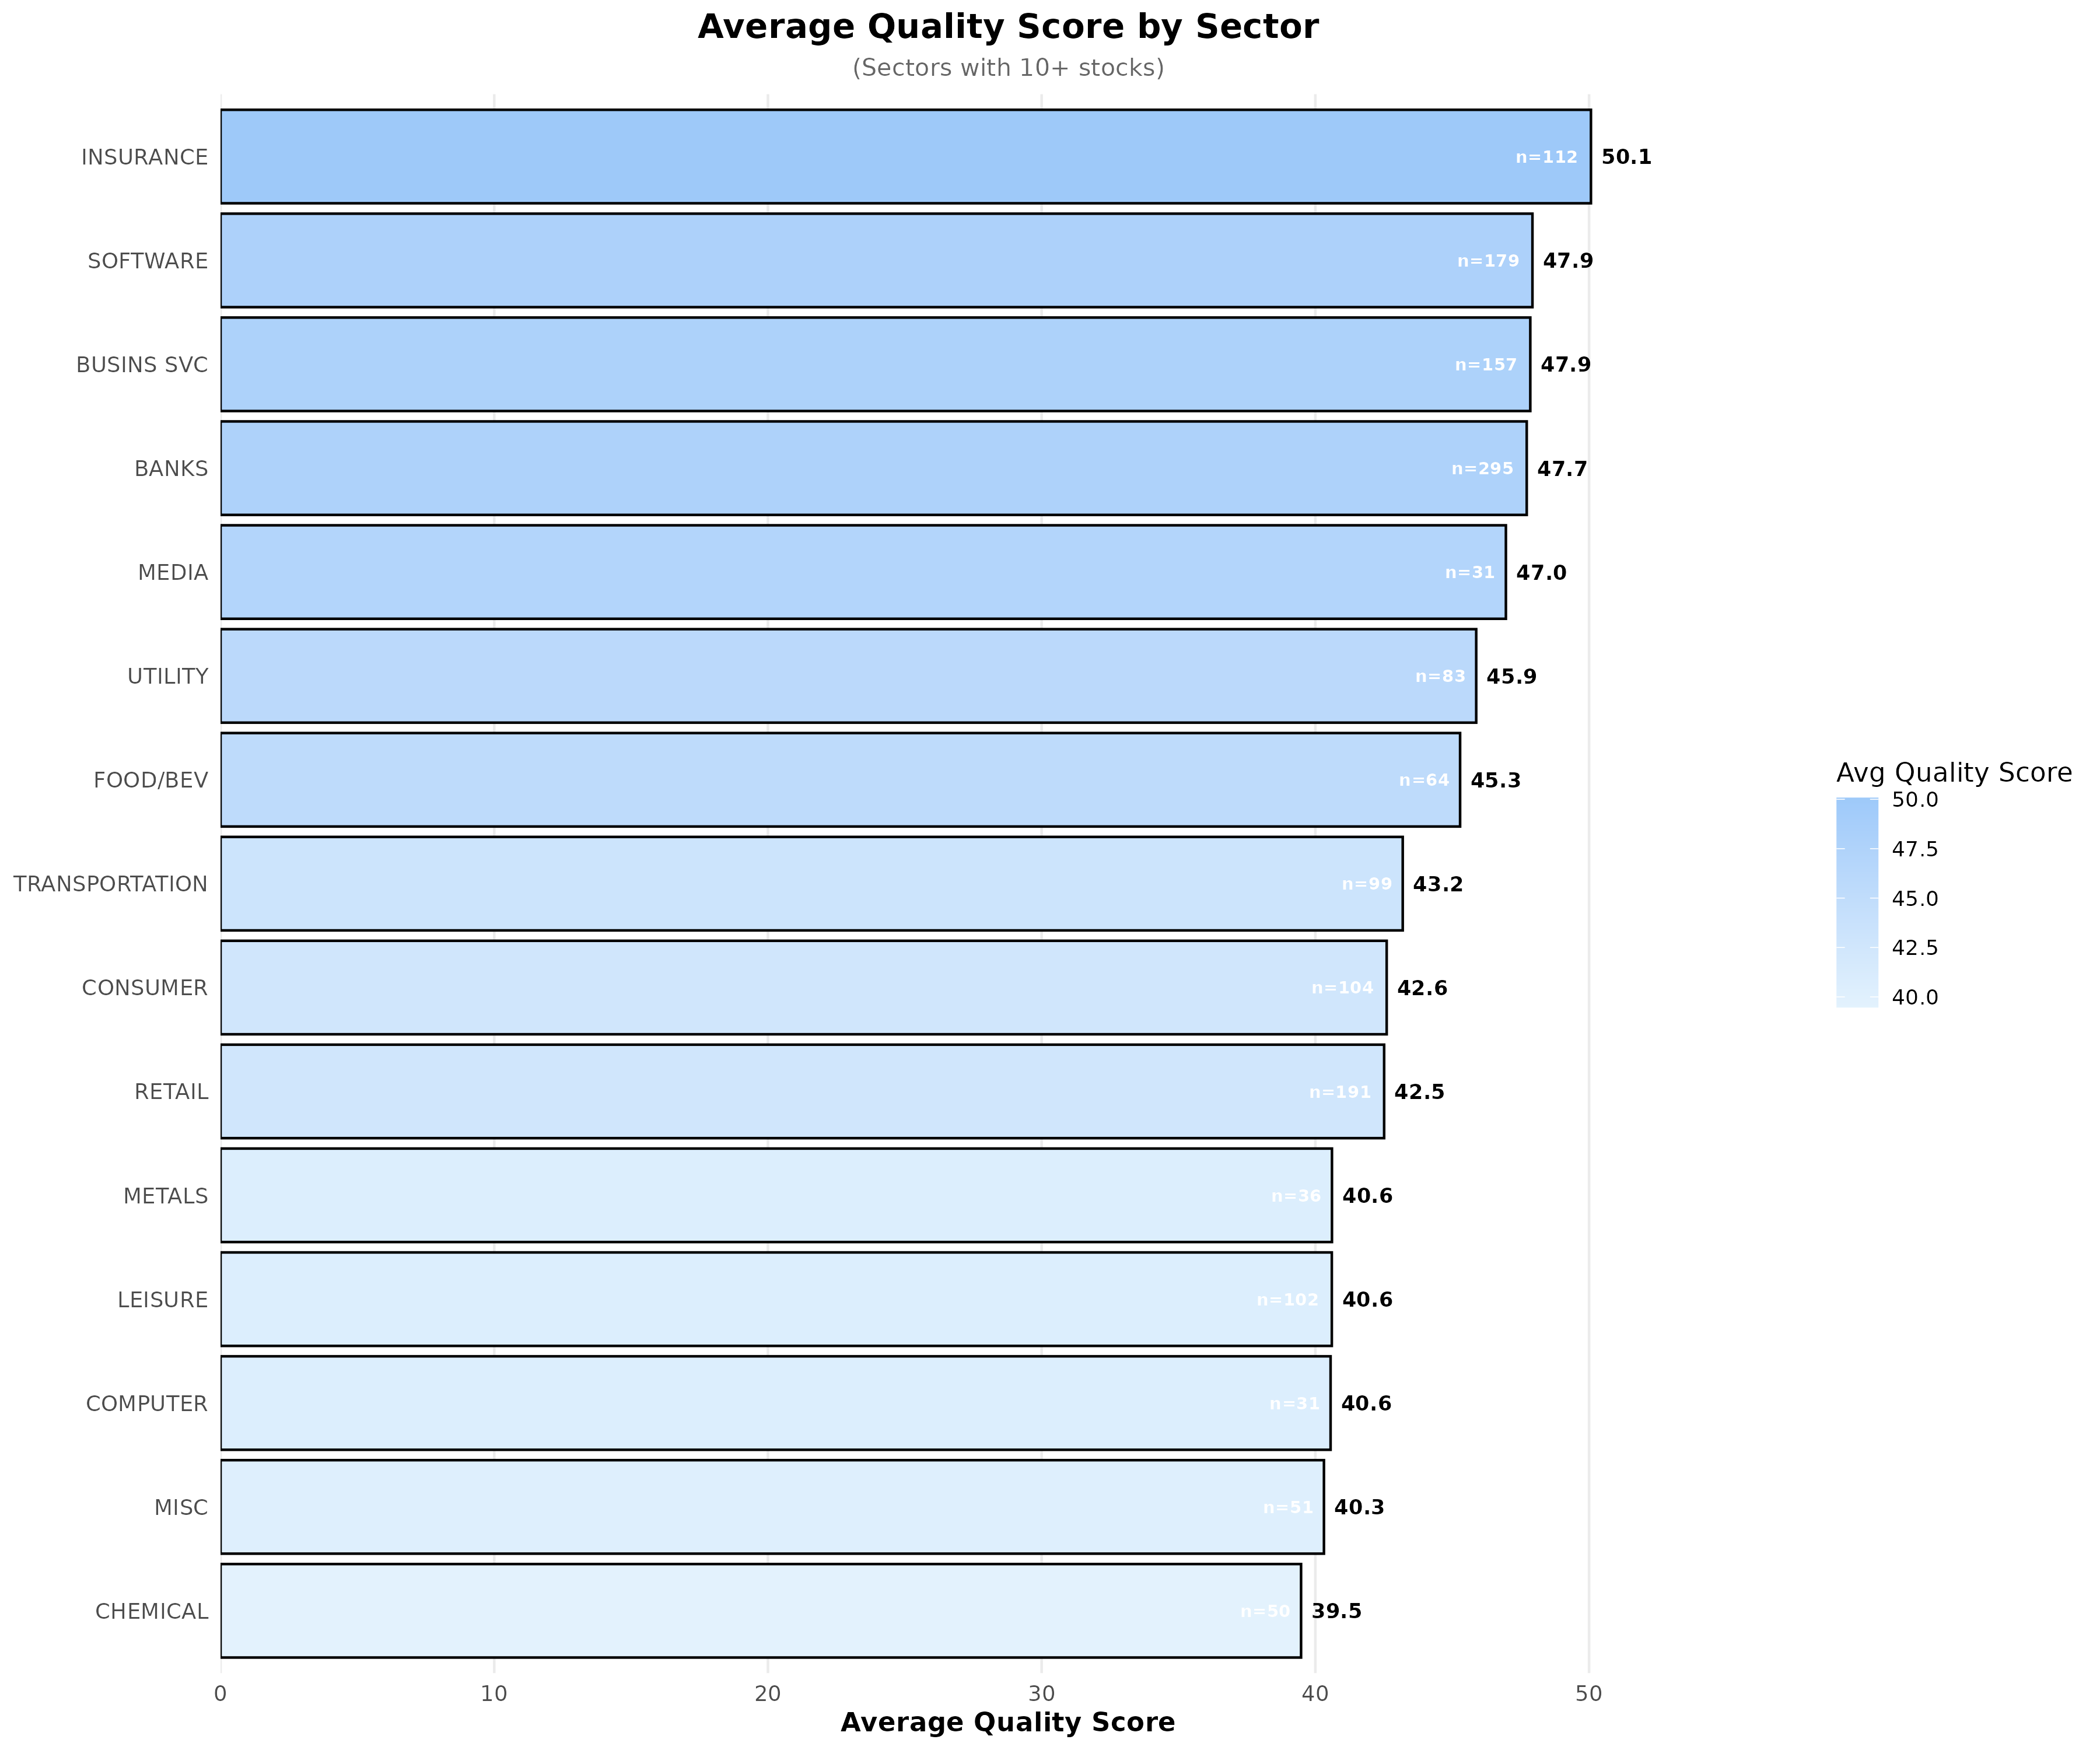 Average Quality Score by Sector
(Sectors with 10+ stocks)
INSURANCE n=112 50.1
SOFTWARE n=179 47.9
BUSINS SVC n=157 47.9
BANKS n=295 47.7
MEDIA n=31 47.0
UTILITY n=83 45.9
FOOD/BEV n=64 45.3
TRANSPORTATION n=99 43.2
CONSUMER n=104 42.6
RETAIL n=191 42.5
METALS n=36 40.6
LEISURE n=102 40.6
COMPUTER n=31 40.6
MISC n=51 40.3
CHEMICAL n=50 39.5
0 10 20 30 40 50
Average Quality Score
Avg Quality Score
50.0
47.5
45.0
42.5
40.0